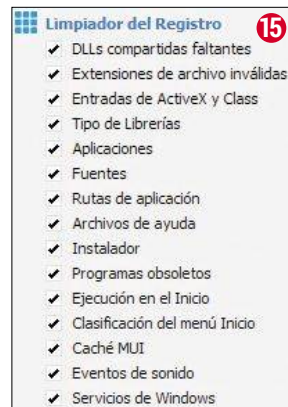 Limpiador del Registro
15
DLLs compartidas faltantes
Extensiones de archivo inválidas
Entradas de ActiveX y Class
Tipo de Librerías
Aplicaciones
Fuentes
Rutas de aplicación
Archivos de ayuda
Instalador
Programas obsoletos
Ejecución en el Inicio
Clasificación del menú Inicio
Caché MUI
Eventos de sonido
Servicios de Windows